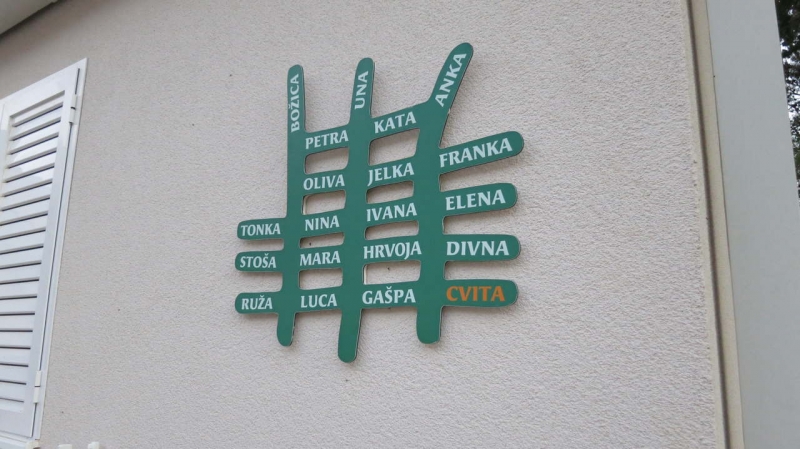 BOŽICA UNA ANKA
PETRA KATA
OLIVA JELKA FRANKA
TONKA NINA IVANA ELENA
STOŠA MARA HRVOJA DIVNA
RUŽA LUCA GAŠPA CVITA